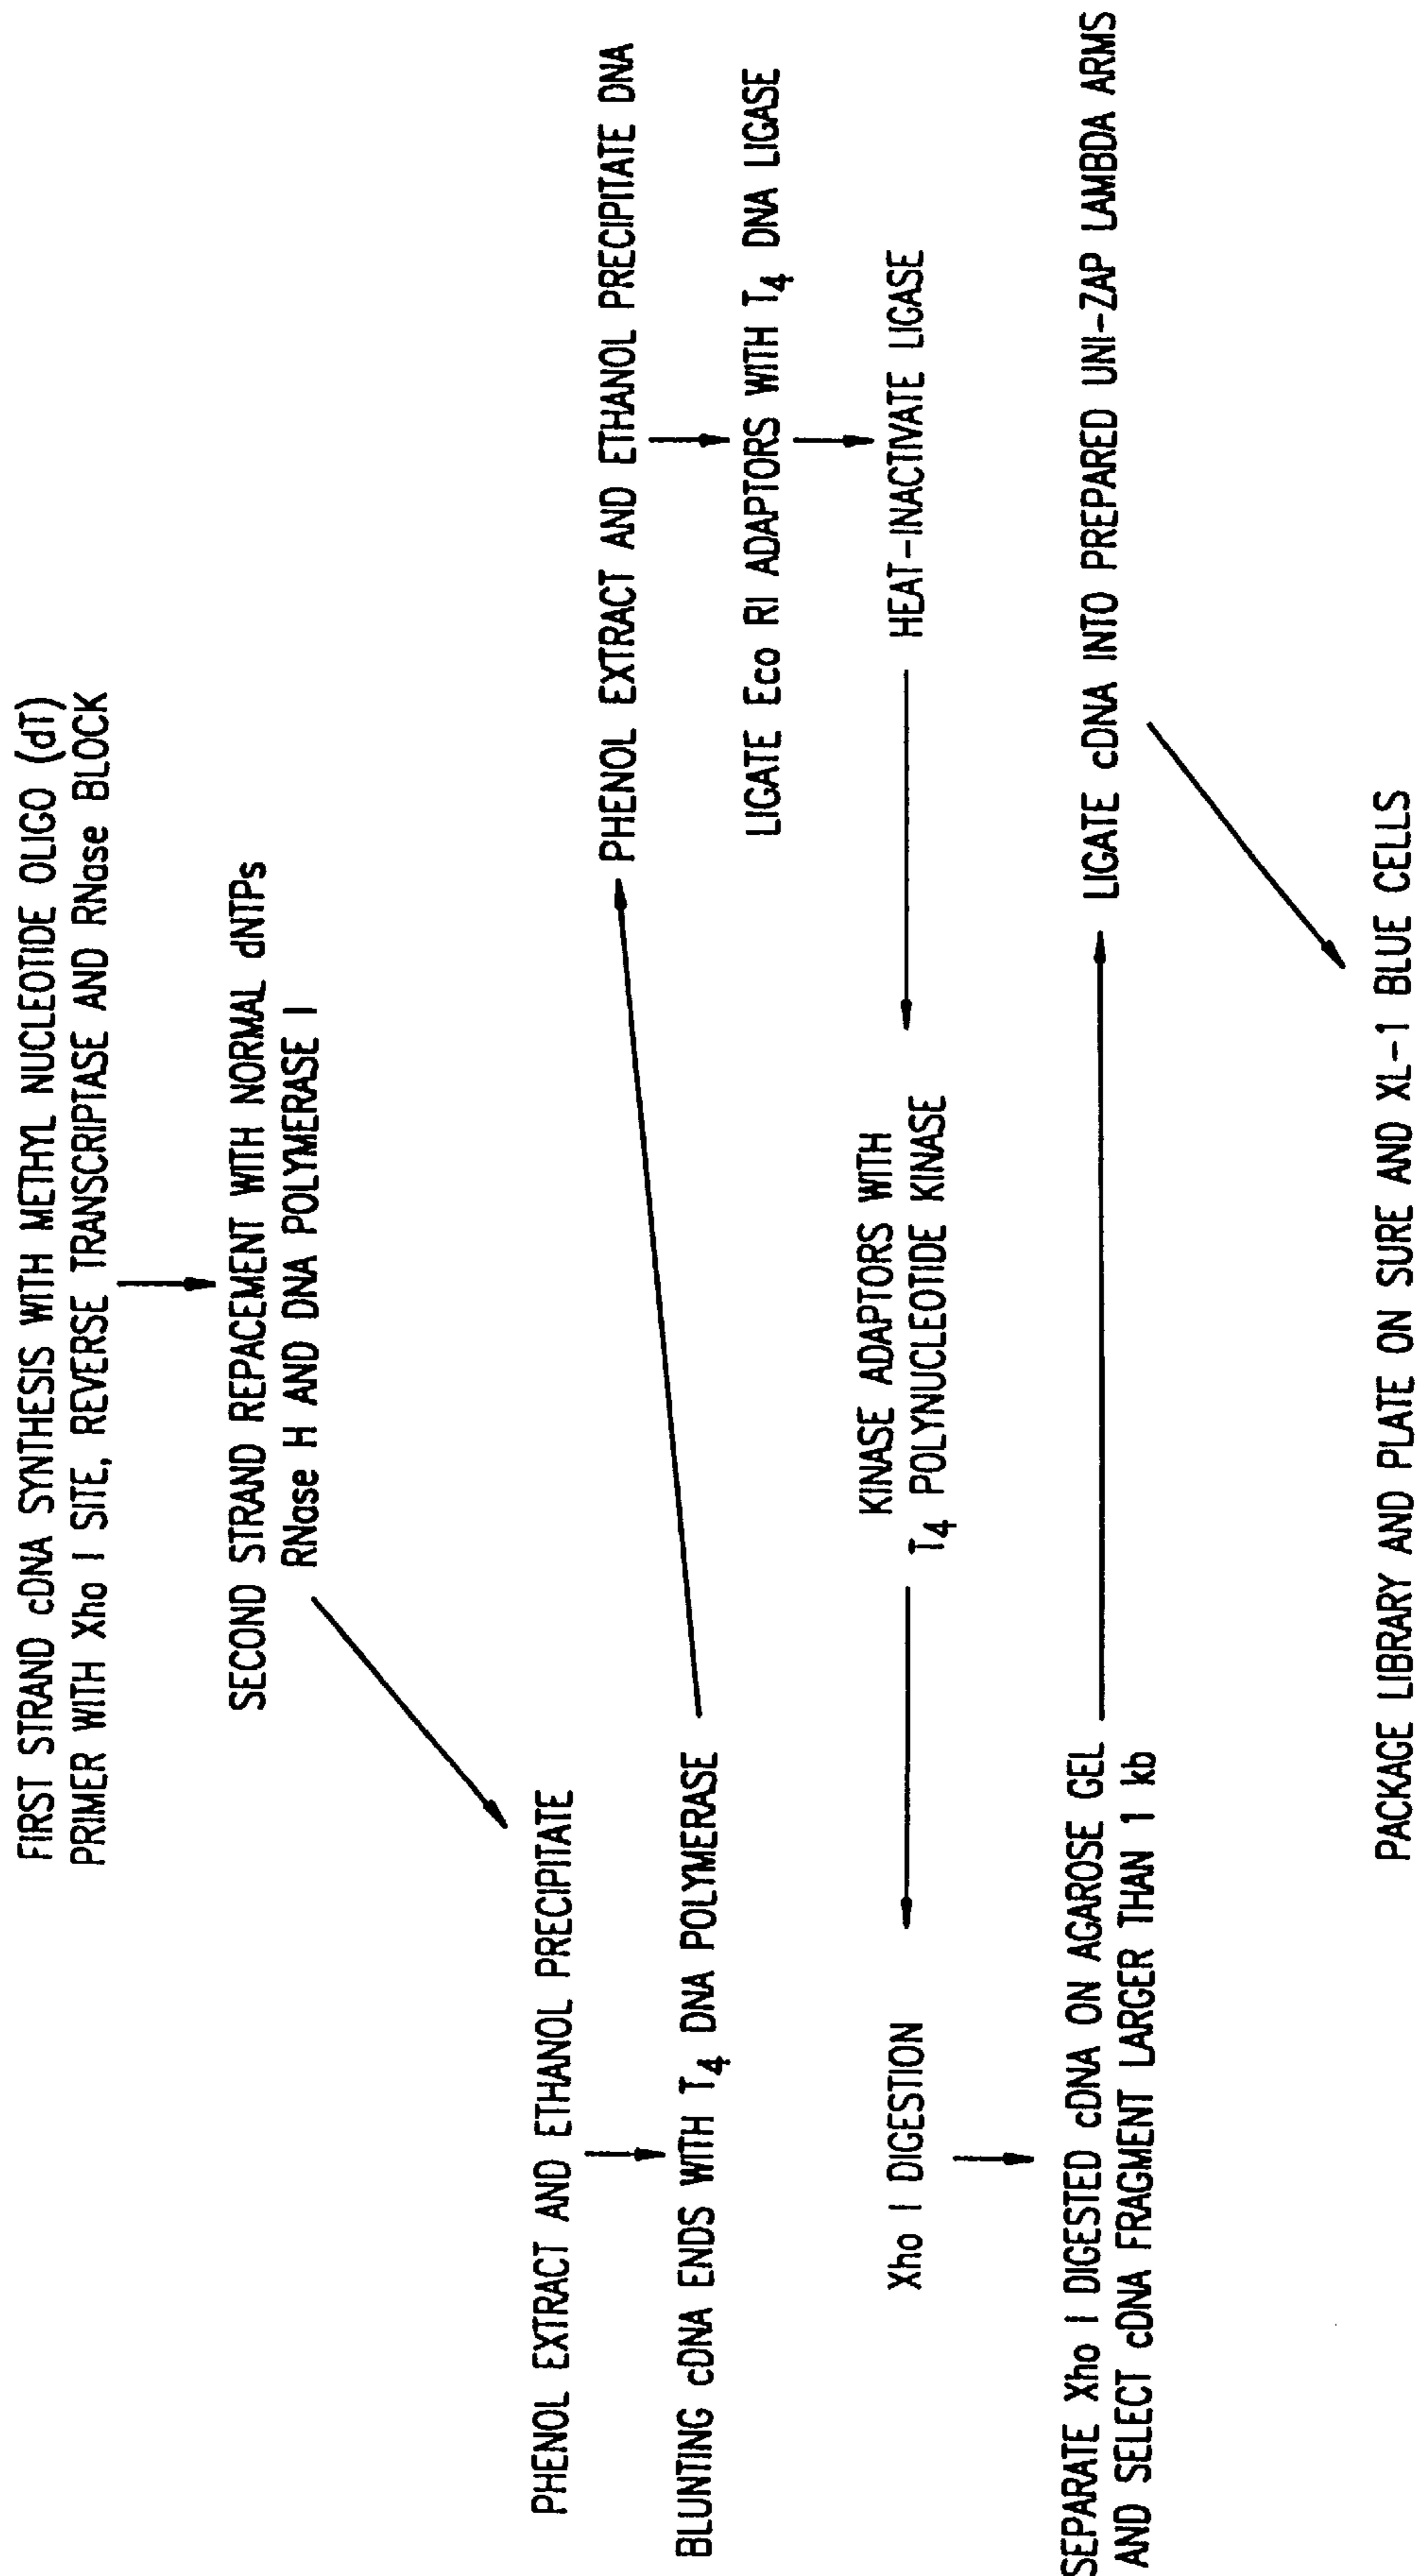 FIRST STRAND cDNA SYNTHESIS WITH METHYL NUCLEOTIDE OLIGO (dT)
PRIMER WITH Xho I SITE, REVERSE TRANSCRIPTASE AND RNase BLOCK
SECOND STRAND REPACEMENT WITH NORMAL dNTPs
RNase H AND DNA POLYMERASE I
PHENOL EXTRACT AND ETHANOL PRECIPITATE
BLUNTING cDNA ENDS WITH T4 DNA POLYMERASE
PHENOL EXTRACT AND ETHANOL PRECIPITATE DNA
LIGATE Eco RI ADAPTORS WITH T4 DNA LIGASE
HEAT-INACTIVATE LIGASE
KINASE ADAPTORS WITH
T4 POLYNUCLEOTIDE KINASE
Xho I DIGESTION
SEPARATE Xho I DIGESTED cDNA ON AGAROSE GEL
AND SELECT cDNA FRAGMENT LARGER THAN 1 kb
LIGATE cDNA INTO PREPARED UNI-ZAP LAMBDA ARMS
PACKAGE LIBRARY AND PLATE ON SURE AND XL-1 BLUE CELLS